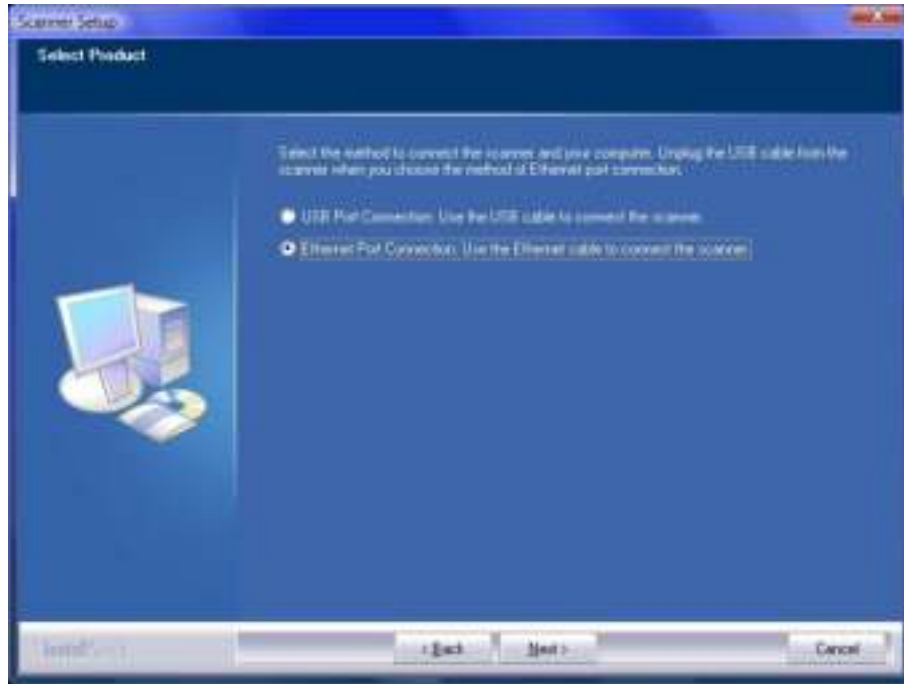 Scanner Setup
Select Product
Select the method to connect the scanner and your computer. Unplug the USB cable from the
scanner when you choose the method of Ethernet port connection.
USB Port Connection: Use the USB cable to connect the scanner.
Ethernet Port Connection: Use the Ethernet cable to connect the scanner.
< Back
Next >
Cancel